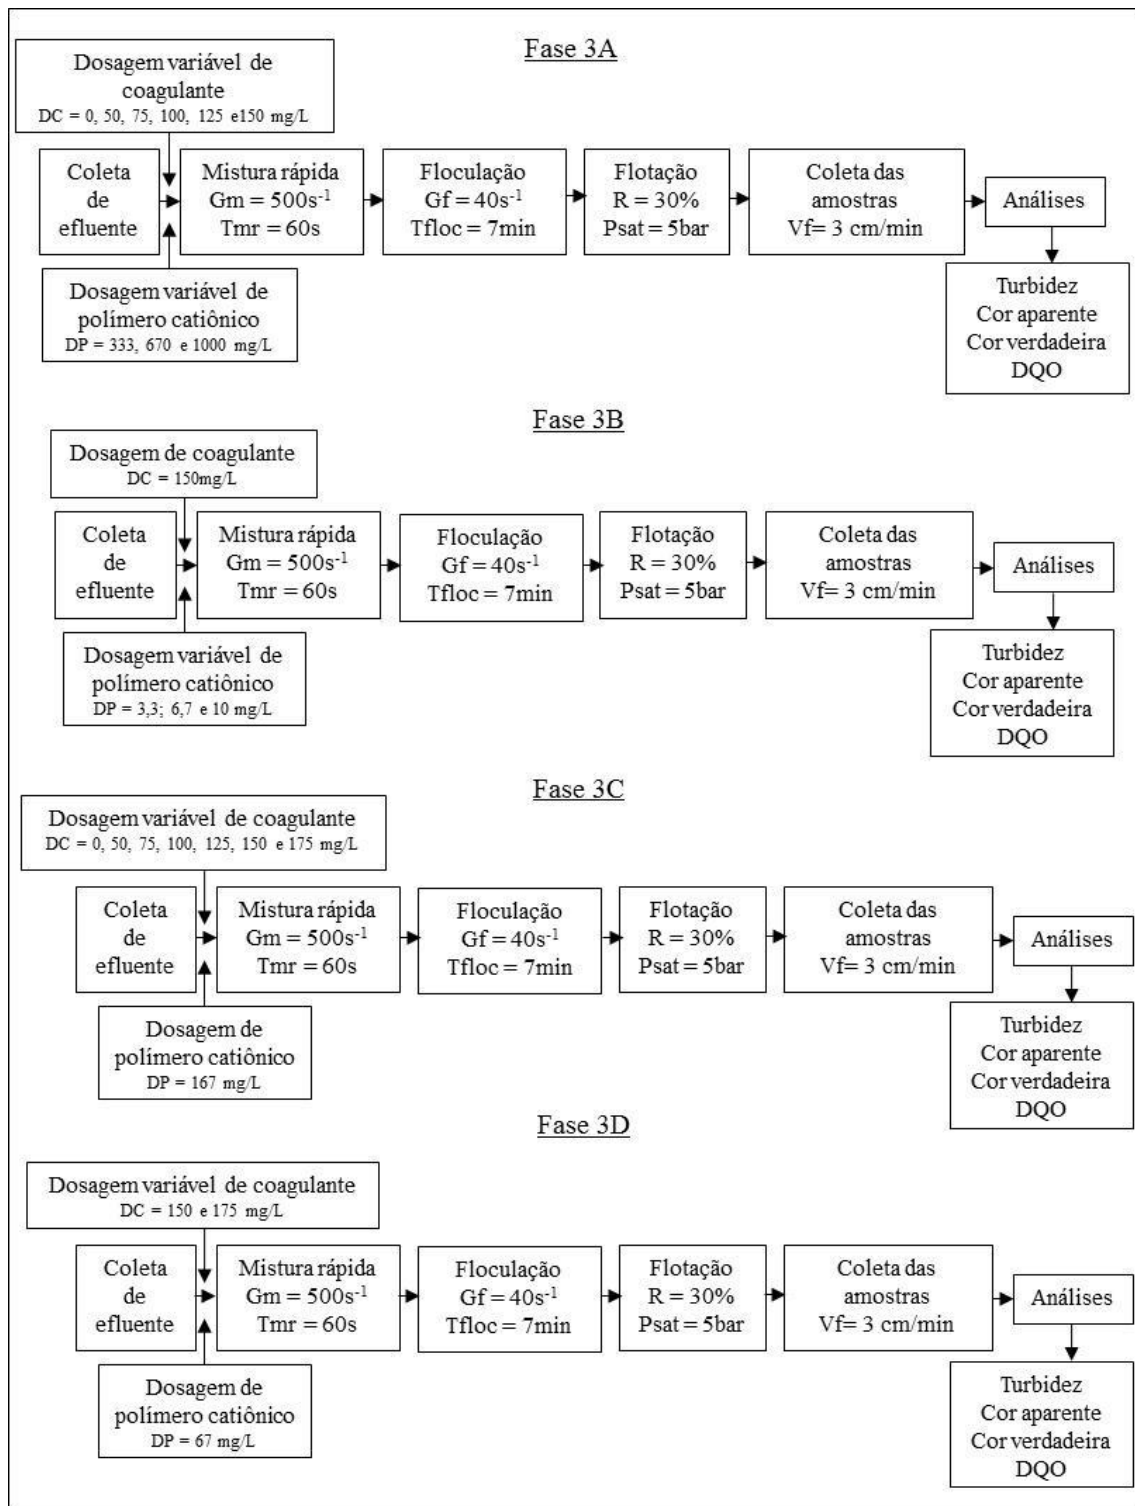 Fase 3A
Dosagem variável de
coagulante
DC = 0, 50, 75, 100, 125 e150 mg/L
Coleta
de
efluente
Mistura rápida
Gm = 500s⁻¹
Tmr = 60s
Floculação
Gf = 40s⁻¹
Tfloc = 7min
Flotação
R = 30%
Psat = 5bar
Coleta das
amostras
Vf= 3 cm/min
Análises
Dosagem variável de
polímero catiônico
DP = 333, 670 e 1000 mg/L
Turbidez
Cor aparente
Cor verdadeira
DQO
Fase 3B
Dosagem de coagulante
DC = 150mg/L
Coleta
de
efluente
Mistura rápida
Gm = 500s⁻¹
Tmr = 60s
Floculação
Gf = 40s⁻¹
Tfloc = 7min
Flotação
R = 30%
Psat = 5bar
Coleta das
amostras
Vf= 3 cm/min
Análises
Dosagem variável de
polímero catiônico
DP = 3,3; 6,7 e 10 mg/L
Turbidez
Cor aparente
Cor verdadeira
DQO
Fase 3C
Dosagem variável de coagulante
DC = 0, 50, 75, 100, 125, 150 e 175 mg/L
Coleta
de
efluente
Mistura rápida
Gm = 500s⁻¹
Tmr = 60s
Floculação
Gf = 40s⁻¹
Tfloc = 7min
Flotação
R = 30%
Psat = 5bar
Coleta das
amostras
Vf= 3 cm/min
Análises
Dosagem de
polímero catiônico
DP = 167 mg/L
Turbidez
Cor aparente
Cor verdadeira
DQO
Fase 3D
Dosagem variável de coagulante
DC = 150 e 175 mg/L
Coleta
de
efluente
Mistura rápida
Gm = 500s⁻¹
Tmr = 60s
Floculação
Gf = 40s⁻¹
Tfloc = 7min
Flotação
R = 30%
Psat = 5bar
Coleta das
amostras
Vf= 3 cm/min
Análises
Dosagem de
polímero catiônico
DP = 67 mg/L
Turbidez
Cor aparente
Cor verdadeira
DQO